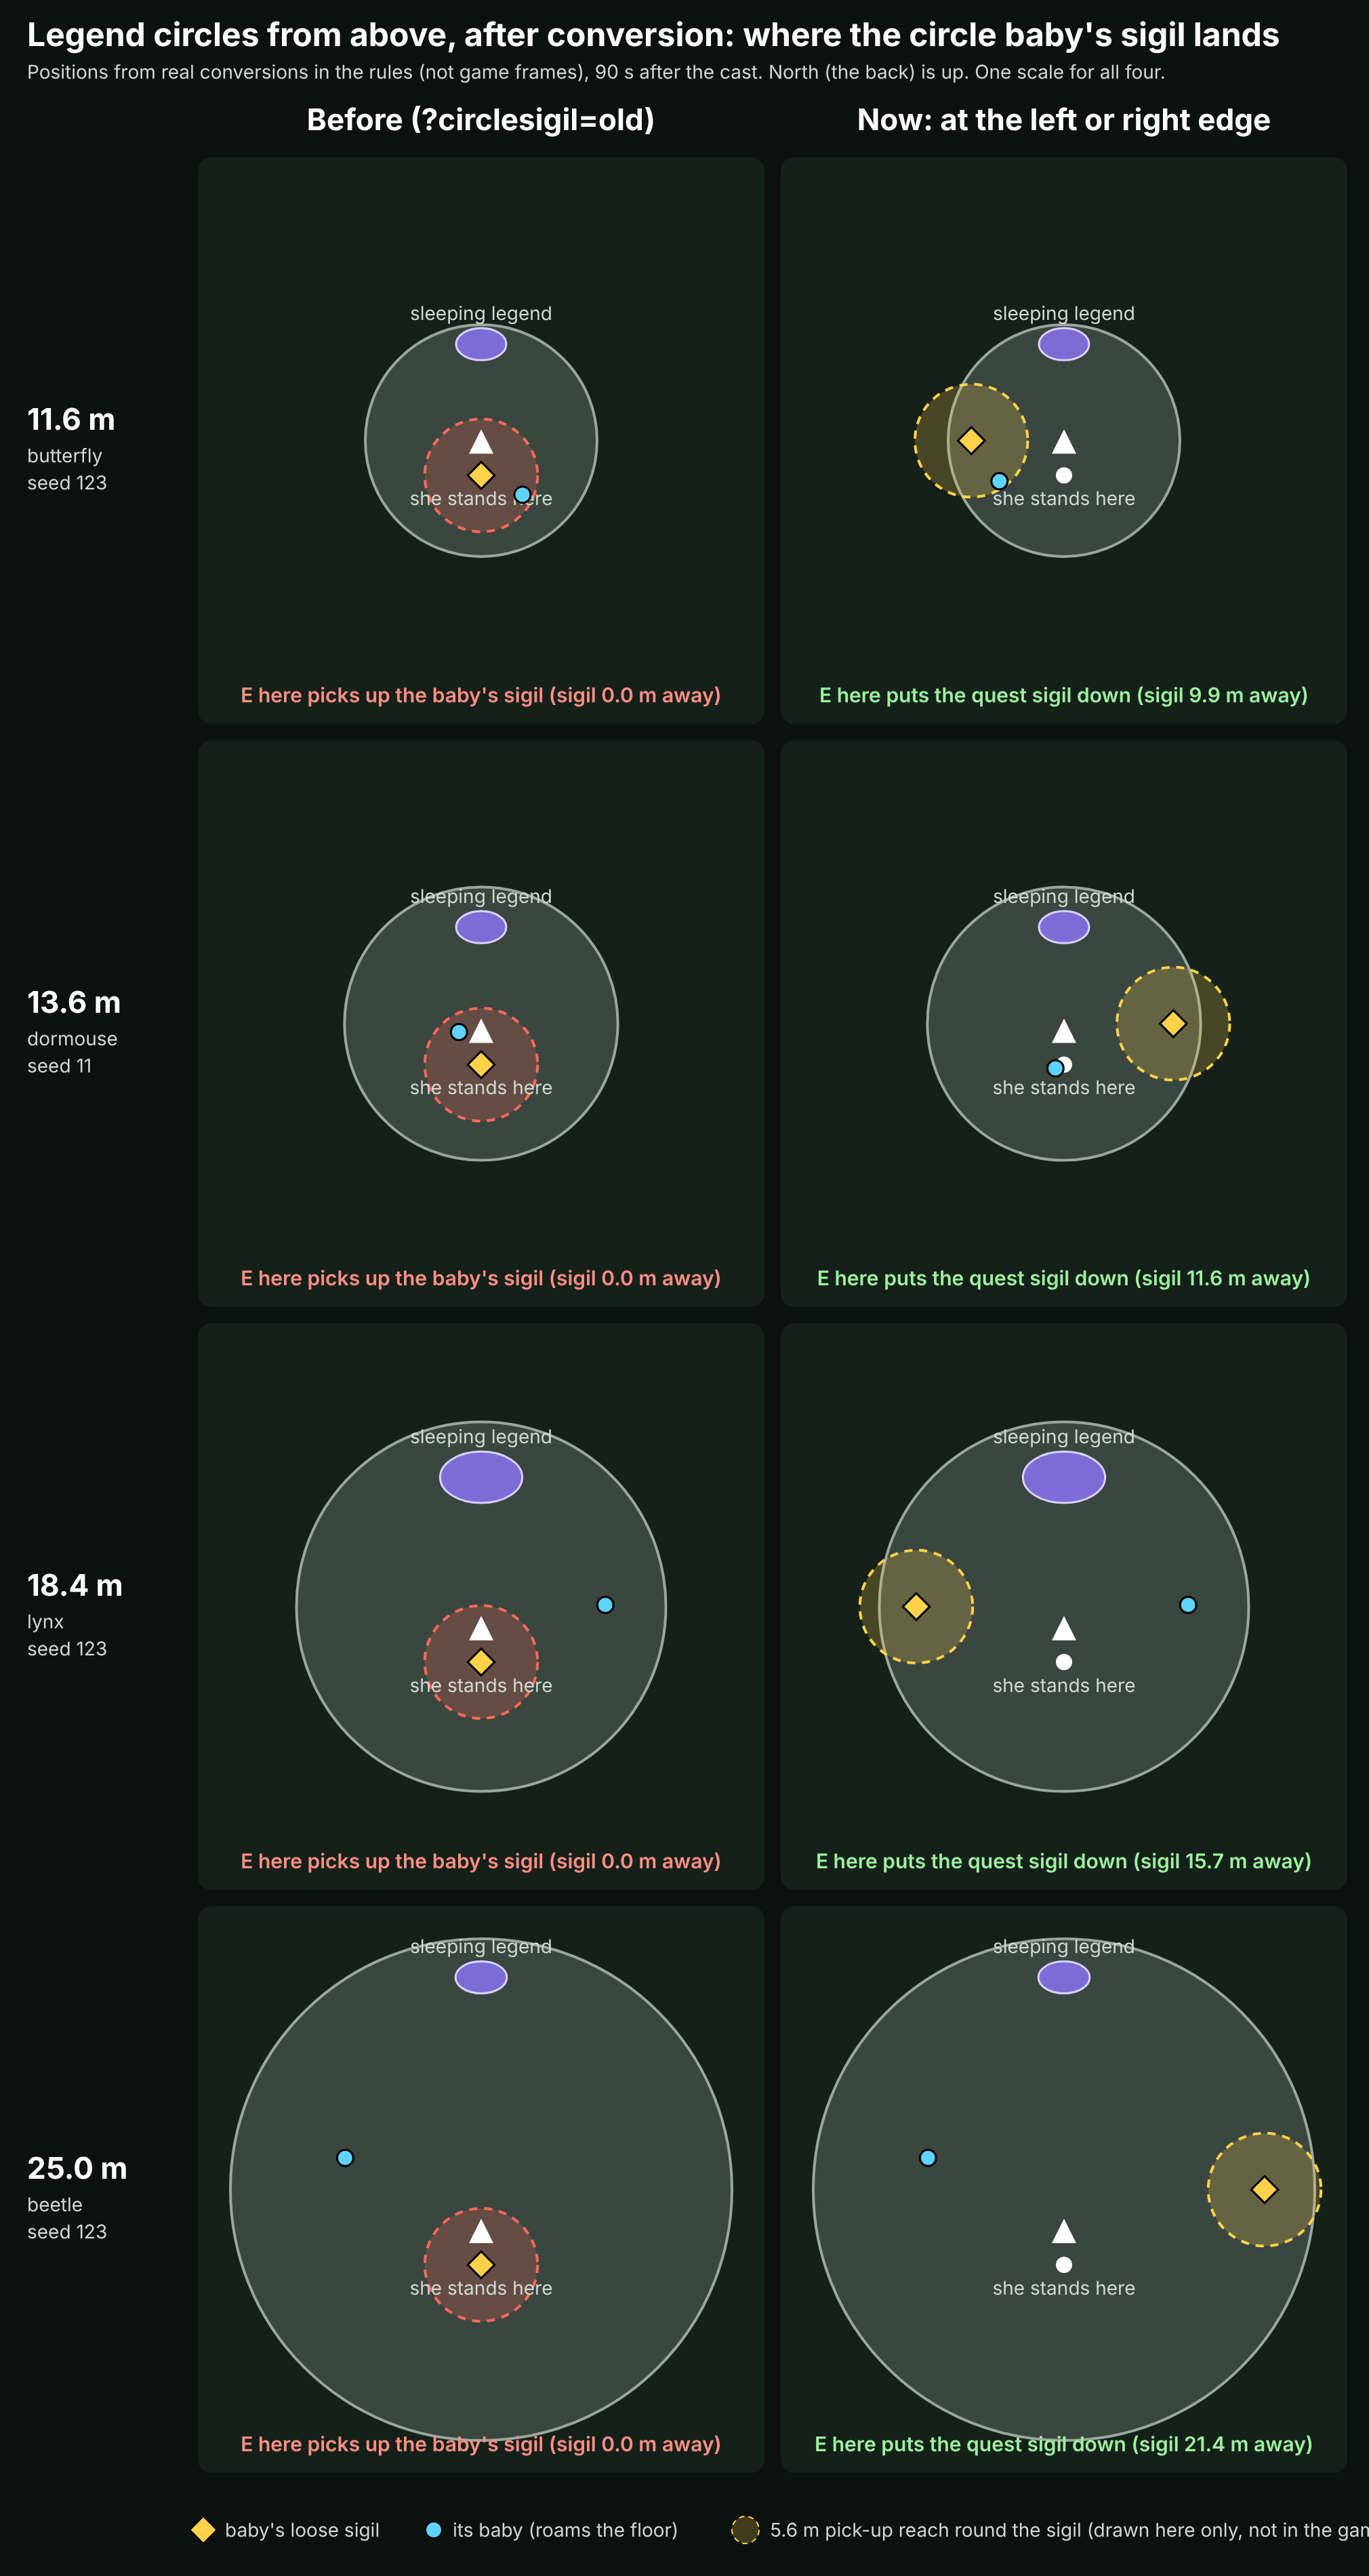 Legend circles from above, after conversion: where the circle baby's sigil lands
Positions from real conversions in the rules (not game frames), 90 s after the cast. North (the back) is up. One scale for all four.
Before (?circlesigil=old)
Now: at the left or right edge
11.6 m
butterfly
seed 123
sleeping legend
she stands here
E here picks up the baby's sigil (sigil 0.0 m away)
sleeping legend
she stands here
E here puts the quest sigil down (sigil 9.9 m away)
13.6 m
dormouse
seed 11
sleeping legend
she stands here
E here picks up the baby's sigil (sigil 0.0 m away)
sleeping legend
she stands here
E here puts the quest sigil down (sigil 11.6 m away)
18.4 m
lynx
seed 123
sleeping legend
she stands here
E here picks up the baby's sigil (sigil 0.0 m away)
sleeping legend
she stands here
E here puts the quest sigil down (sigil 15.7 m away)
25.0 m
beetle
seed 123
sleeping legend
she stands here
E here picks up the baby's sigil (sigil 0.0 m away)
sleeping legend
she stands here
E here puts the quest sigil down (sigil 21.4 m away)
baby's loose sigil
its baby (roams the floor)
5.6 m pick-up reach round the sigil (drawn here only, not in the